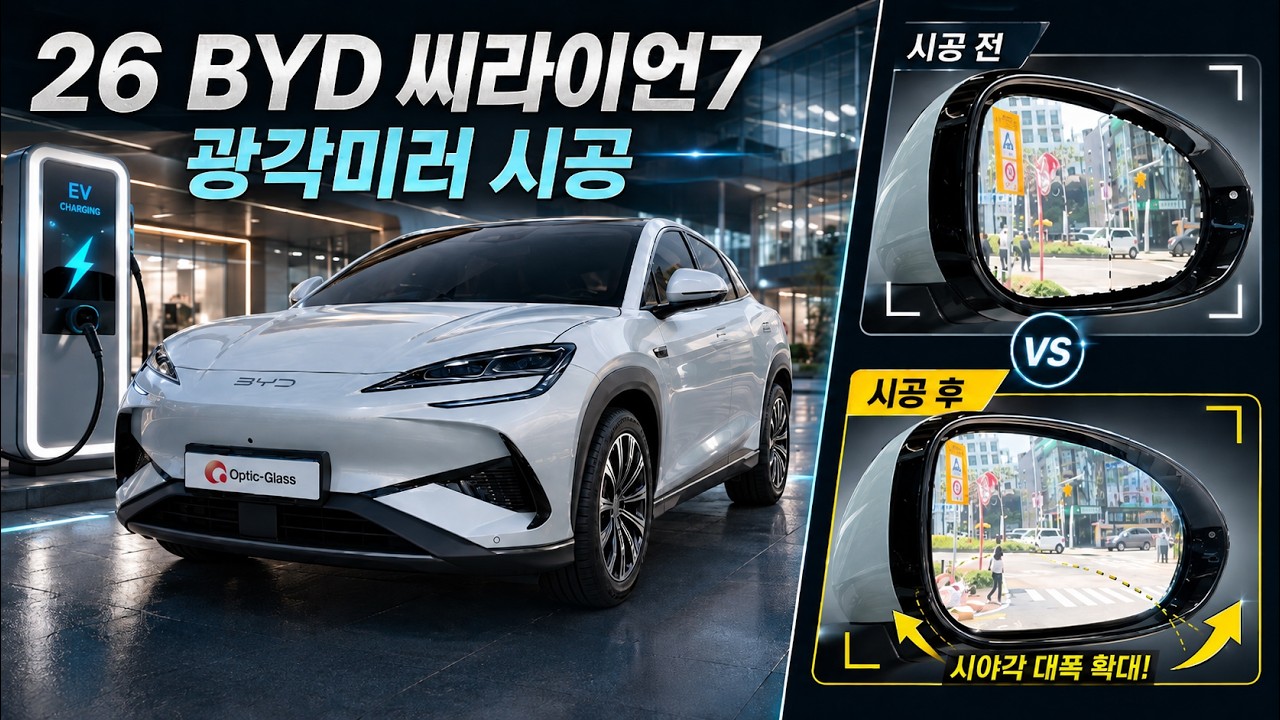 26 BYD 씨라이언7
광각미러 시공
EV
CHARGING
BYD
Optic-Glass
시공 전
VS
시공 후
시야각 대폭 확대!